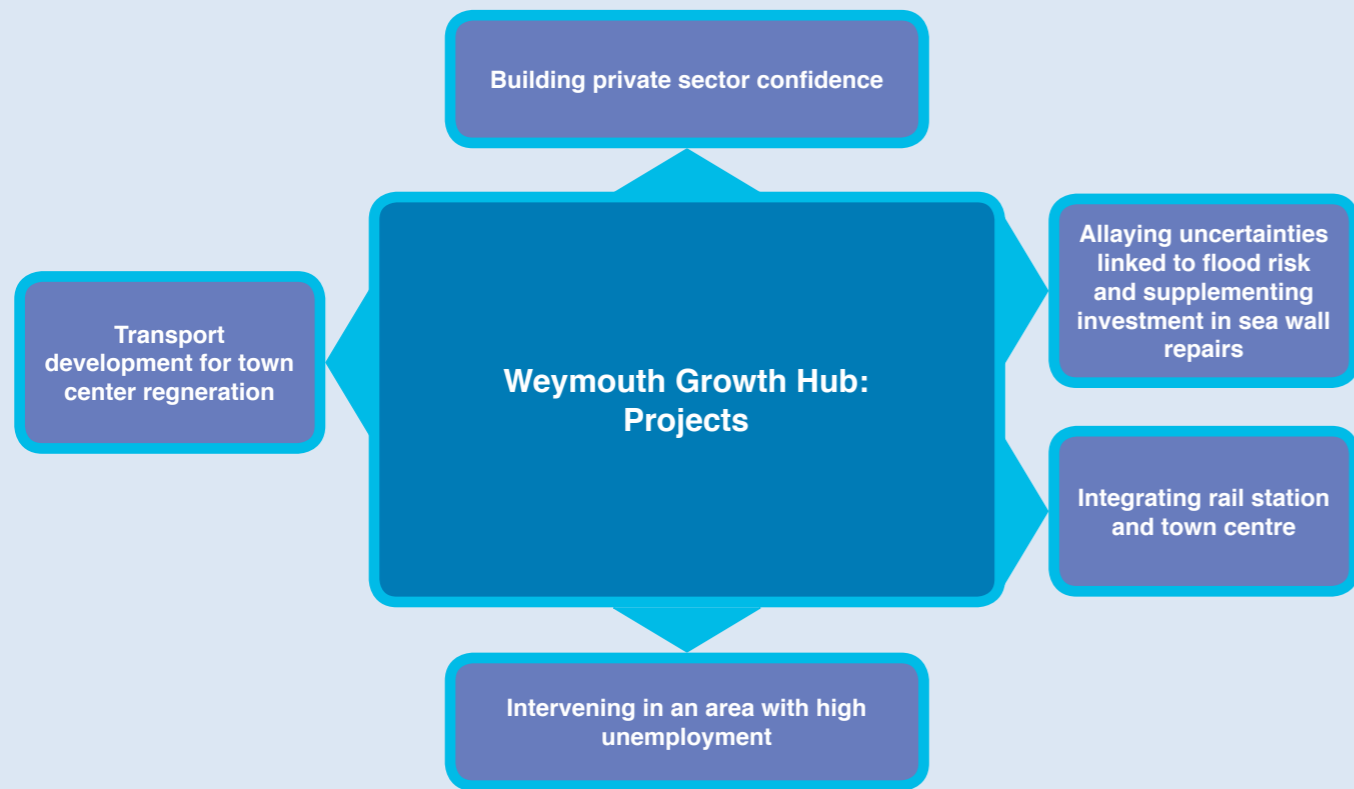 Building private sector confidence
Allaying uncertainties
linked to flood risk
and supplementing
investment in sea wall
repairs
Transport
development for town
center regneration
Weymouth Growth Hub:
Projects
Integrating rail station
and town centre
Intervening in an area with high
unemployment